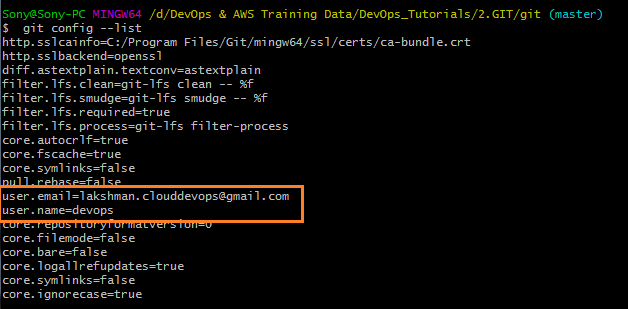 Sony@Sony-PC MINGW64 /d/DevOps & AWS Training Data/DevOps_Tutorials/2.GIT/git (master)
$  git config --list
http.sslcainfo=C:/Program Files/Git/mingw64/ssl/certs/ca-bundle.crt
http.sslbackend=openssl
diff.astextplain.textconv=astextplain
filter.lfs.clean=git-lfs clean -- %f
filter.lfs.smudge=git-lfs smudge -- %f
filter.lfs.required=true
filter.lfs.process=git-lfs filter-process
core.autocrlf=true
core.fscache=true
core.symlinks=false
pull.rebase=false
user.email=lakshman.clouddevops@gmail.com
user.name=devops
core.repositoryformatversion=0
core.filemode=false
core.bare=false
core.logallrefupdates=true
core.symlinks=false
core.ignorecase=true